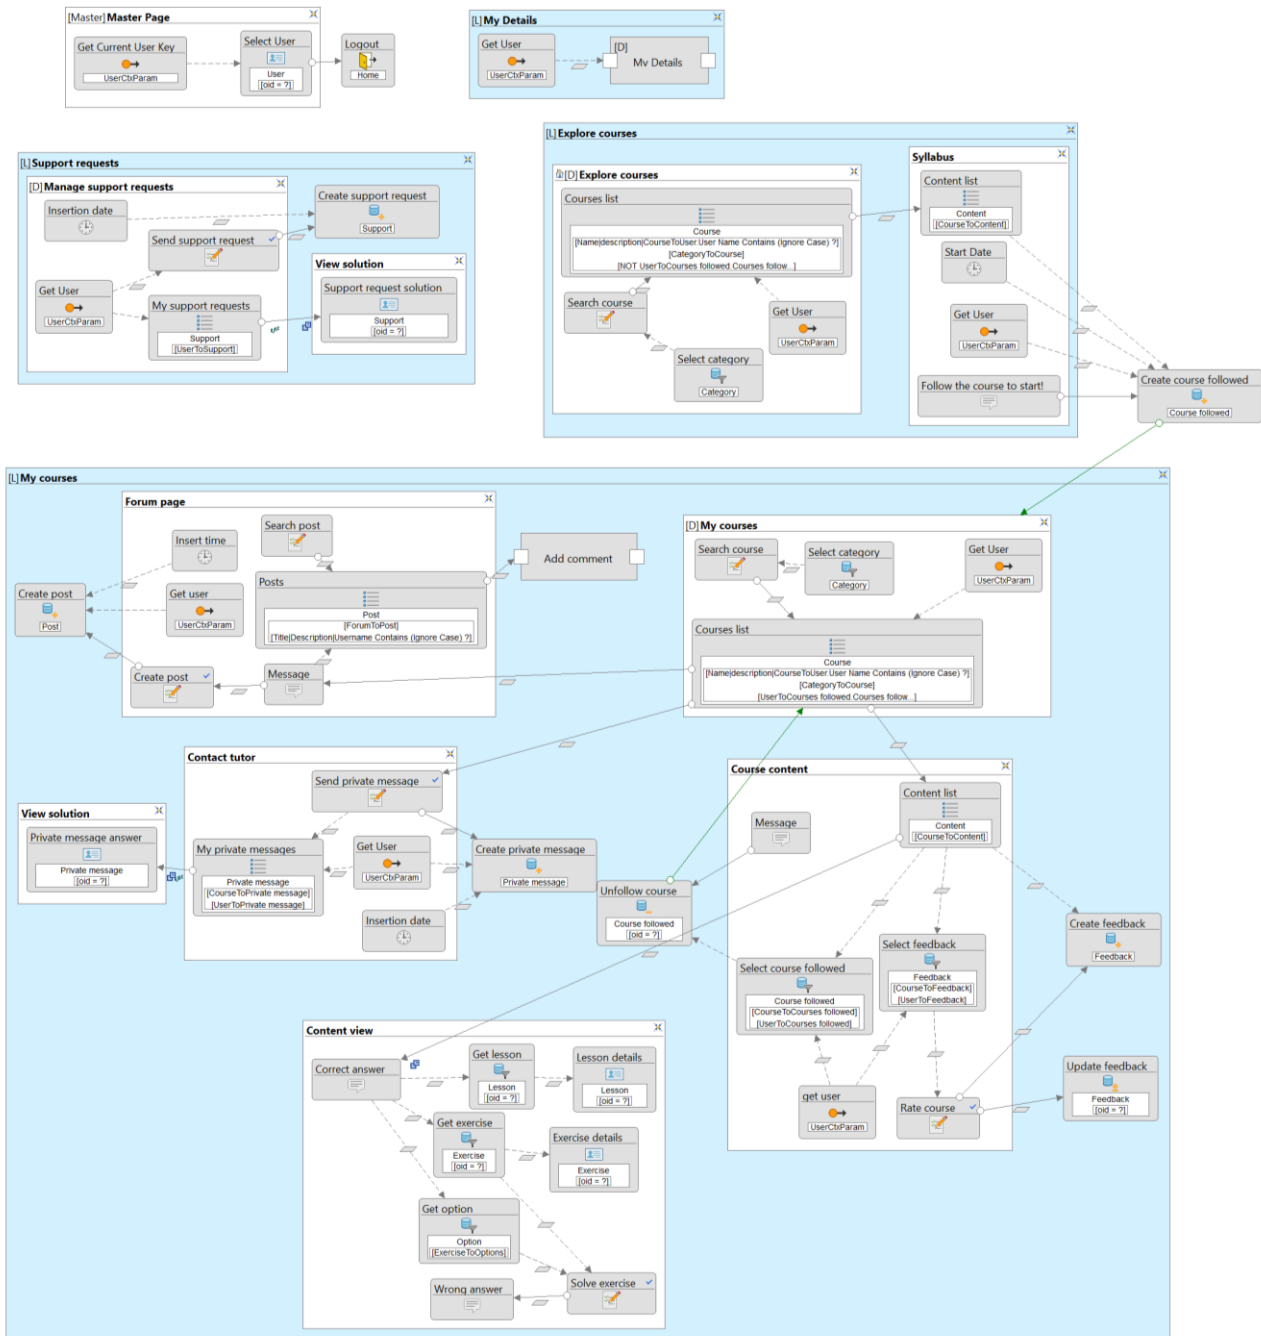 [Master] Master Page
Get Current User Key
UserCtxParam
Select User
User
[oid = ?]
Logout
Home
[L] My Details
Get User
UserCtxParam
[D]
My Details
[L] Support requests
[D] Manage support requests
Insertion date
Send support request
Get User
UserCtxParam
My support requests
Support
[UserToSupport]
Create support request
Support
View solution
Support request solution
Support
[oid = ?]
[L] Explore courses
[D] Explore courses
Courses list
Course
[Name|description|CourseToUser.User Name Contains (Ignore Case) ?]
[CategoryToCourse]
[NOT UserToCourses followed.Courses follow...]
Search course
Get User
UserCtxParam
Select category
Category
Syllabus
Content list
Content
[CourseToContent]
Start Date
Get User
UserCtxParam
Follow the course to start!
Create course followed
Course followed
[L] My courses
Forum page
Search post
Insert time
Get user
UserCtxParam
Create post
Post
Posts
Post
[ForumToPost]
[Title|Description|Username Contains (Ignore Case) ?]
Create post
Message
Add comment
[D] My courses
Search course
Select category
Category
Get User
UserCtxParam
Courses list
Course
[Name|description|CourseToUser.User Name Contains (Ignore Case) ?]
[CategoryToCourse]
[UserToCourses followed.Courses follow...]
Contact tutor
Send private message
My private messages
Private message
[CourseToPrivate message]
[UserToPrivate message]
Get User
UserCtxParam
Insertion date
View solution
Private message answer
Private message
[oid = ?]
Create private message
Private message
Unfollow course
Course followed
[oid = ?]
Course content
Message
Content list
Content
[CourseToContent]
Select feedback
Feedback
[CourseToFeedback]
[UserToFeedback]
Select course followed
Course followed
[CourseToCourses followed]
[UserToCourses followed]
get user
UserCtxParam
Rate course
Create feedback
Feedback
Update feedback
Feedback
[oid = ?]
Content view
Correct answer
Get lesson
Lesson
[oid = ?]
Lesson details
Lesson
[oid = ?]
Get exercise
Exercise
[oid = ?]
Exercise details
Exercise
[oid = ?]
Get option
Option
[ExerciseToOptions]
Wrong answer
Solve exercise